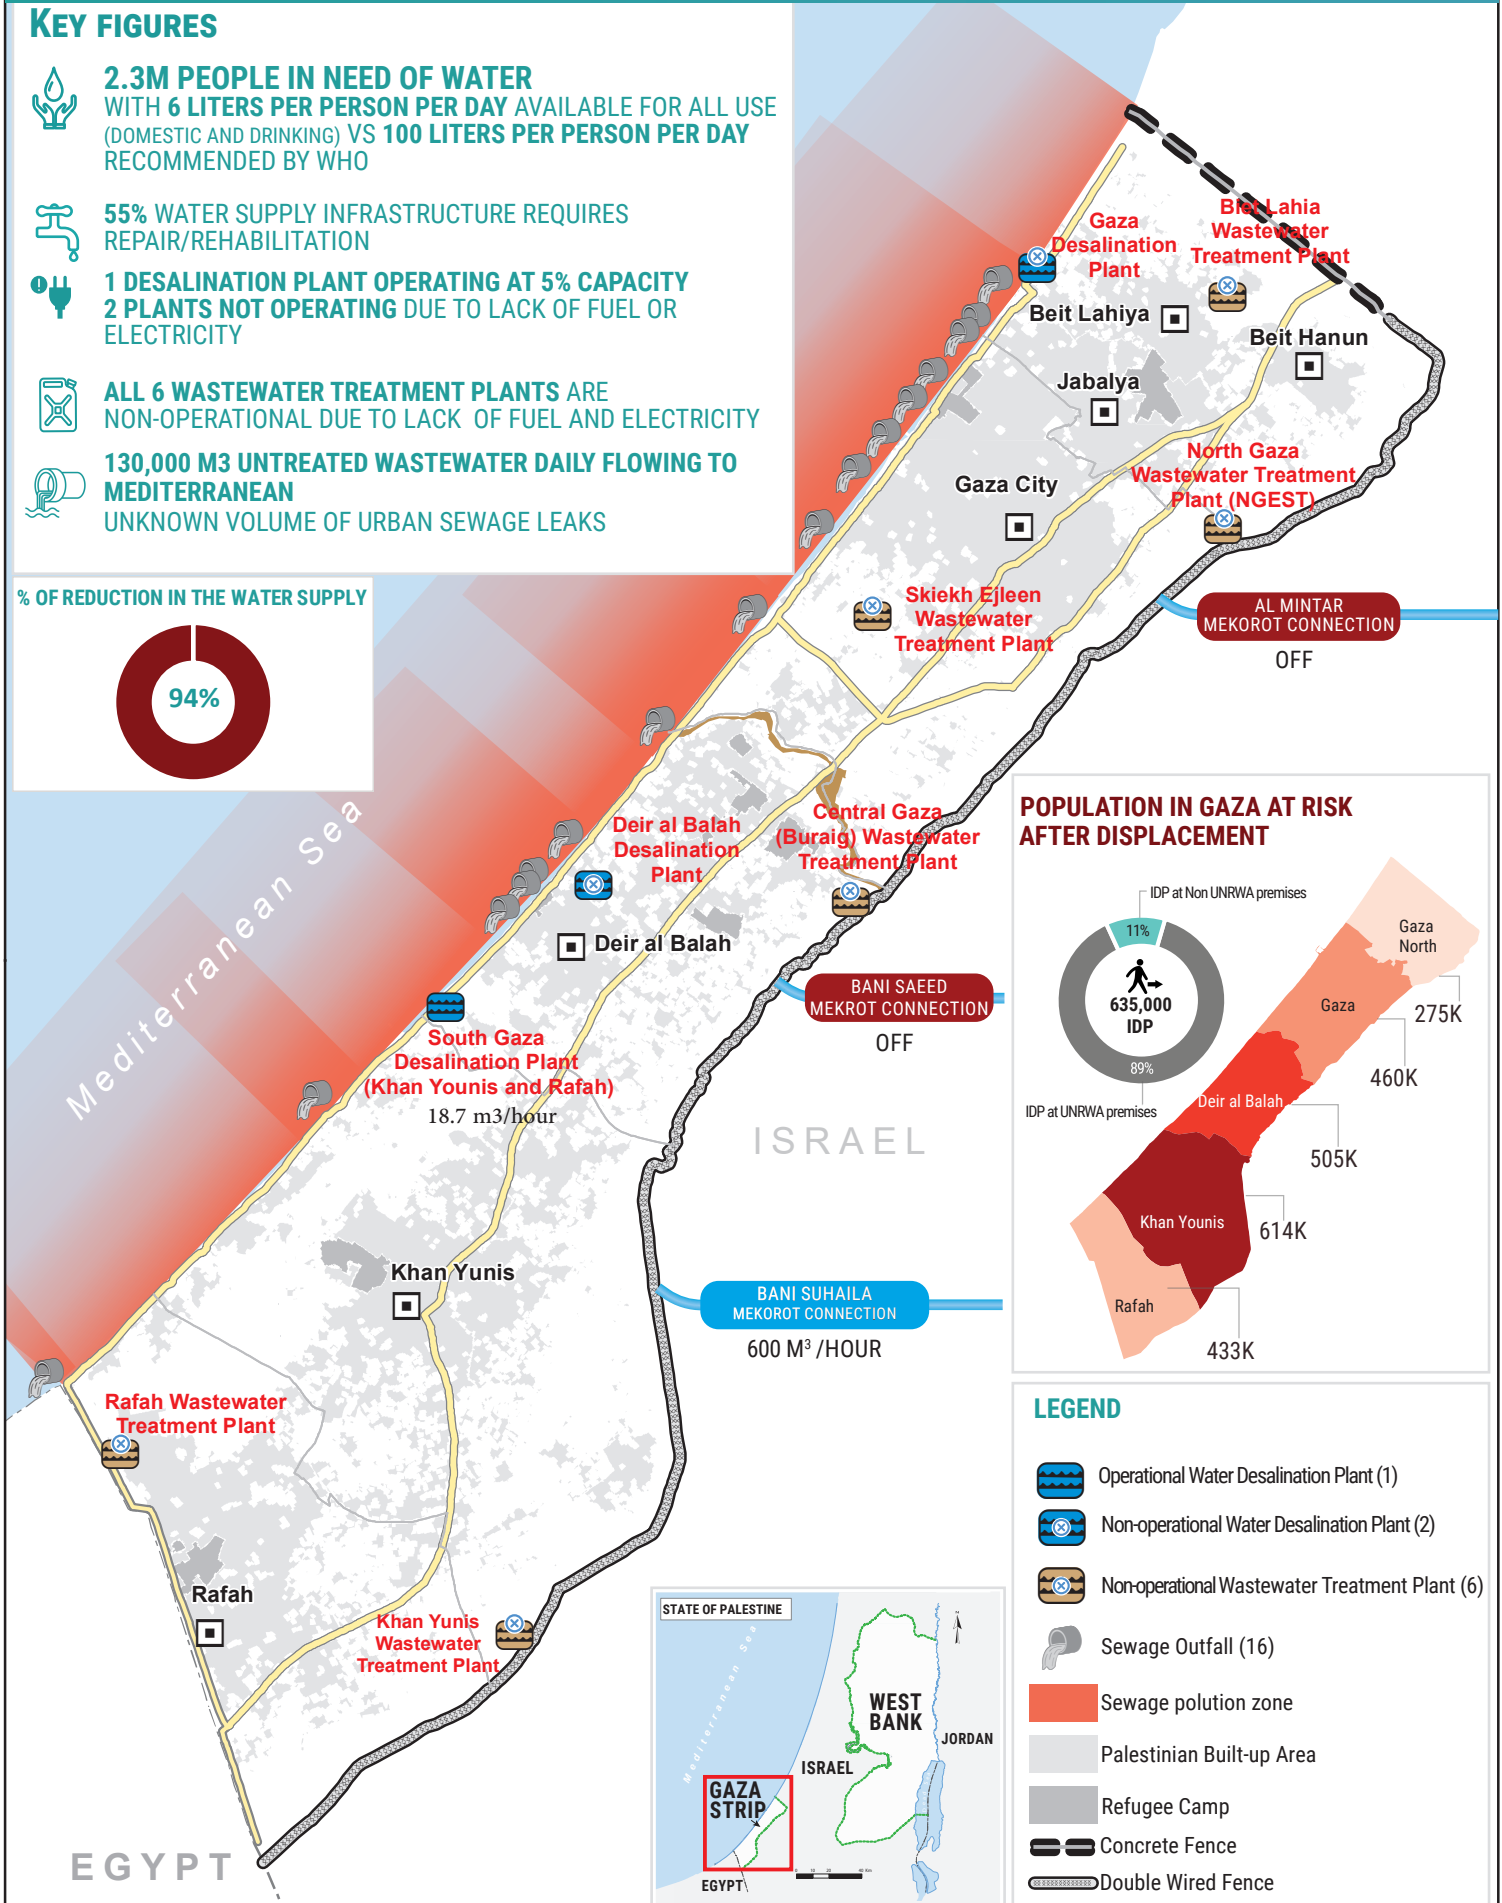 KEY FIGURES
2.3M PEOPLE IN NEED OF WATER
WITH 6 LITERS PER PERSON PER DAY AVAILABLE FOR ALL USE
(DOMESTIC AND DRINKING) VS 100 LITERS PER PERSON PER DAY
RECOMMENDED BY WHO
55% WATER SUPPLY INFRASTRUCTURE REQUIRES
REPAIR/REHABILITATION
1 DESALINATION PLANT OPERATING AT 5% CAPACITY
2 PLANTS NOT OPERATING DUE TO LACK OF FUEL OR
ELECTRICITY
ALL 6 WASTEWATER TREATMENT PLANTS ARE
NON-OPERATIONAL DUE TO LACK OF FUEL AND ELECTRICITY
130,000 M3 UNTREATED WASTEWATER DAILY FLOWING TO
MEDITERRANEAN
UNKNOWN VOLUME OF URBAN SEWAGE LEAKS
% OF REDUCTION IN THE WATER SUPPLY
94%
Mediterranean Sea
Gaza
Desalination
Plant
Biet Lahia
Wastewater
Treatment Plant
Beit Lahiya
Beit Hanun
Jabalya
North Gaza
Wastewater Treatment
Plant (NGEST)
Gaza City
Skiekh Ejleen
Wastewater
Treatment Plant
AL MINTAR
MEKOROT CONNECTION
OFF
Deir al Balah
Desalination
Plant
Central Gaza
(Buraig) Wastewater
Treatment Plant
Deir al Balah
BANI SAEED
MEKROT CONNECTION
OFF
South Gaza
Desalination Plant
(Khan Younis and Rafah)
18.7 m3/hour
ISRAEL
Khan Yunis
BANI SUHAILA
MEKOROT CONNECTION
600 M³ /HOUR
Rafah Wastewater
Treatment Plant
Rafah
Khan Yunis
Wastewater
Treatment Plant
EGYPT
POPULATION IN GAZA AT RISK
AFTER DISPLACEMENT
IDP at Non UNRWA premises
11%
635,000
IDP
89%
IDP at UNRWA premises
Gaza
North
275K
Gaza
460K
Deir al Balah
505K
Khan Younis
614K
Rafah
433K
STATE OF PALESTINE
Mediterranean Sea
WEST
BANK
JORDAN
ISRAEL
GAZA
STRIP
EGYPT
0 10 20 40 Km
N
LEGEND
Operational Water Desalination Plant (1)
Non-operational Water Desalination Plant (2)
Non-operational Wastewater Treatment Plant (6)
Sewage Outfall (16)
Sewage polution zone
Palestinian Built-up Area
Refugee Camp
Concrete Fence
Double Wired Fence